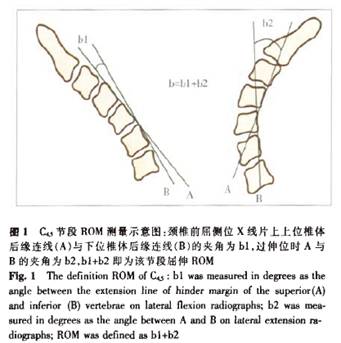 b1
b2
b=b1+b2
B
A
A
B
图 1 C4,5节段 ROM 测量示意图:颈椎前屈侧位 X 线片上上位椎体
后缘连线(A)与下位椎体后缘连线(B)的夹角为 b1,过伸位时 A 与
B 的夹角为 b2,b1+b2 即为该节段屈伸 ROM
Fig. 1 The definition ROM of C4,5 : b1 was measured in degrees as the
angle between the extension line of hinder margin of the superior(A)
and inferior (B) vertebrae on lateral flexion radiographs; b2 was mea-
sured in degrees as the angle between A and B on lateral extension ra-
diographs; ROM was defined as b1+b2